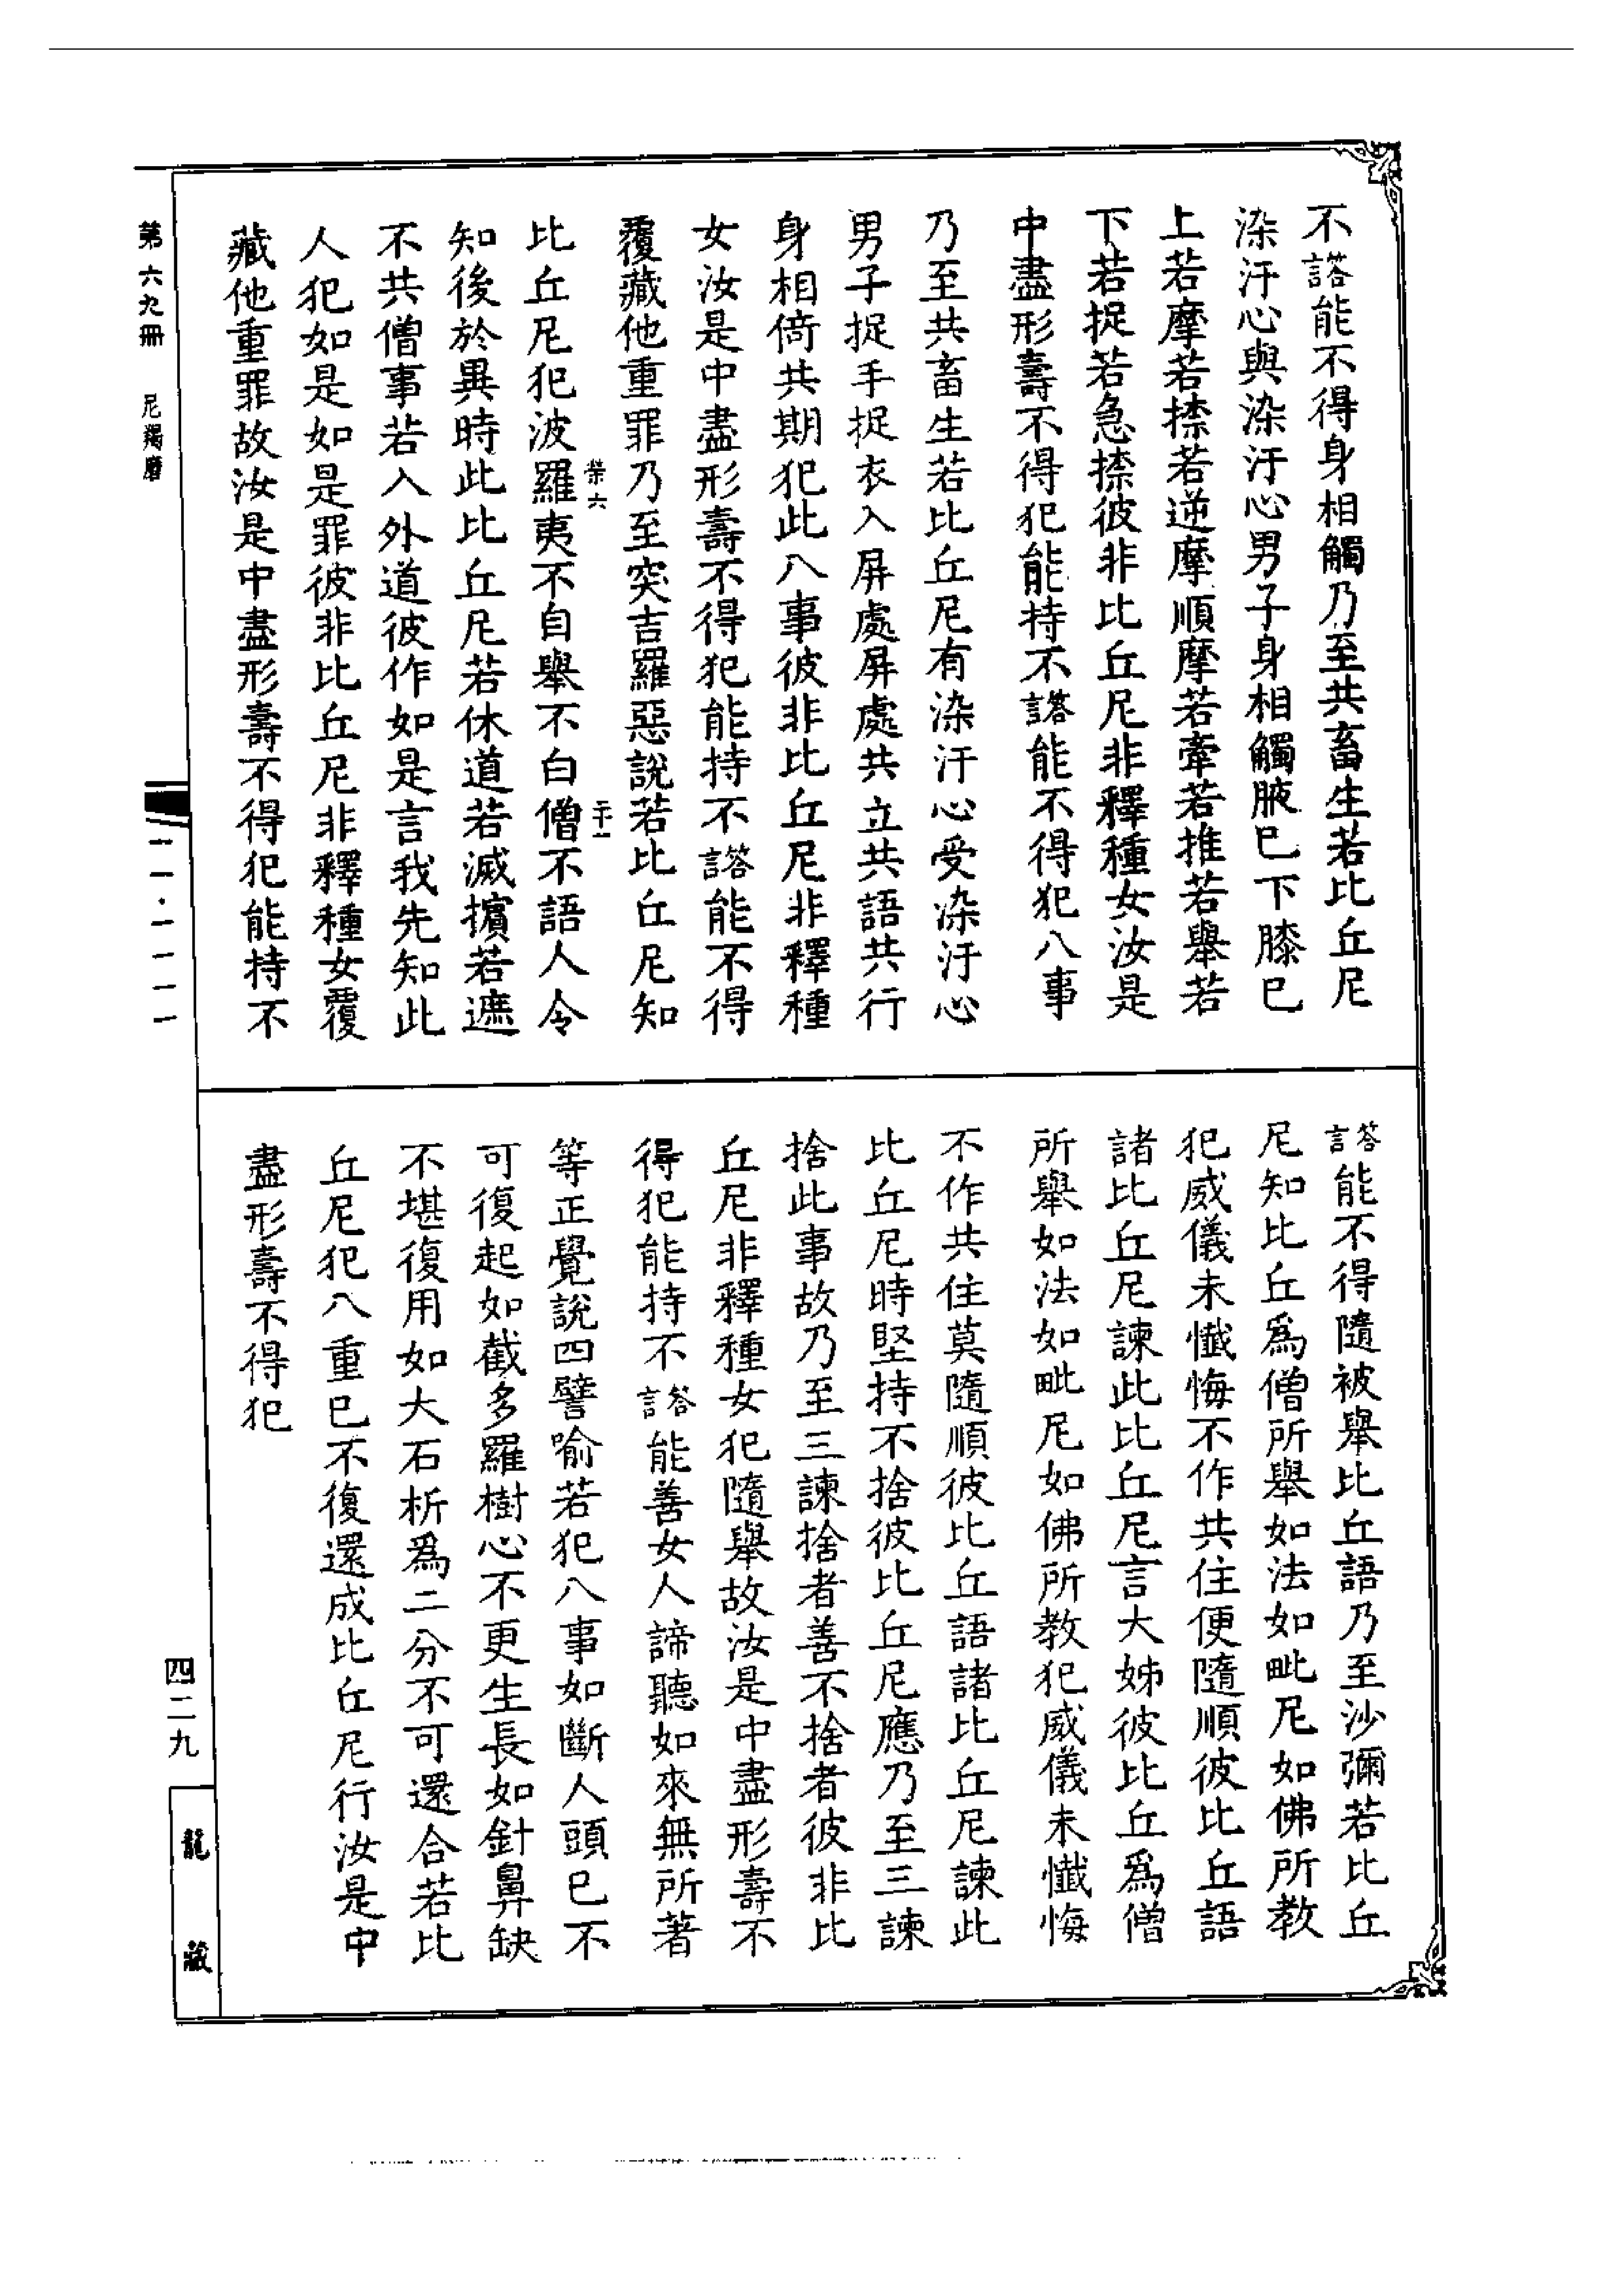 不答言能不得身相觸乃至共畜生若比丘尼
染汙心與染汙心男子身相觸腋已下膝已
上若摩若捺若逆摩順摩若牽若推若舉若
下若捉若急捺彼非比丘尼非釋種女汝是
中盡形壽不得犯能持不答言能不得犯八事
乃至共畜生若比丘尼有染汙心受染汙心
男子捉手捉衣入屏處屏處共立共語共行
身相倚共期犯此八事彼非比丘尼非釋種
女汝是中盡形壽不得犯能持不答言能不得
覆藏他重罪乃至突吉羅惡說若比丘尼知
比丘尼犯波羅夷不自舉不白僧不語人令
知後於異時此比丘尼若休道若滅擯若遮
不共僧事若入外道彼作如是言我先知此
人犯如是如是罪彼非比丘尼非釋種女覆
藏他重罪故汝是中盡形壽不得犯能持不
答言能不得隨被舉比丘語乃至沙彌若比丘
尼知比丘爲僧所舉如法如毗尼如佛所教
犯威儀未懺悔不作共住便隨順彼比丘語
諸比丘尼諫此比丘尼言大姊彼比丘爲僧
所舉如法如毗尼如佛所教犯威儀未懺悔
不作共住莫隨順彼比丘語諸比丘尼諫此
比丘尼時堅持不捨彼比丘尼應乃至三諫
捨此事故乃至三諫捨者善不捨者彼非比
丘尼非釋種女犯隨舉故汝是中盡形壽不
得犯能持不答言能善女人諦聽如來無所著
等正覺說四譬喻若犯八事如斷人頭已不
可復起如截多羅樹心不更生長如針鼻缺
不堪復用如大石析爲二分不可還合若比
丘尼犯八重已不復還成比丘尼行汝是中
盡形壽不得犯
第六九冊 尼羯磨
一一·一一一
四二九
龍藏